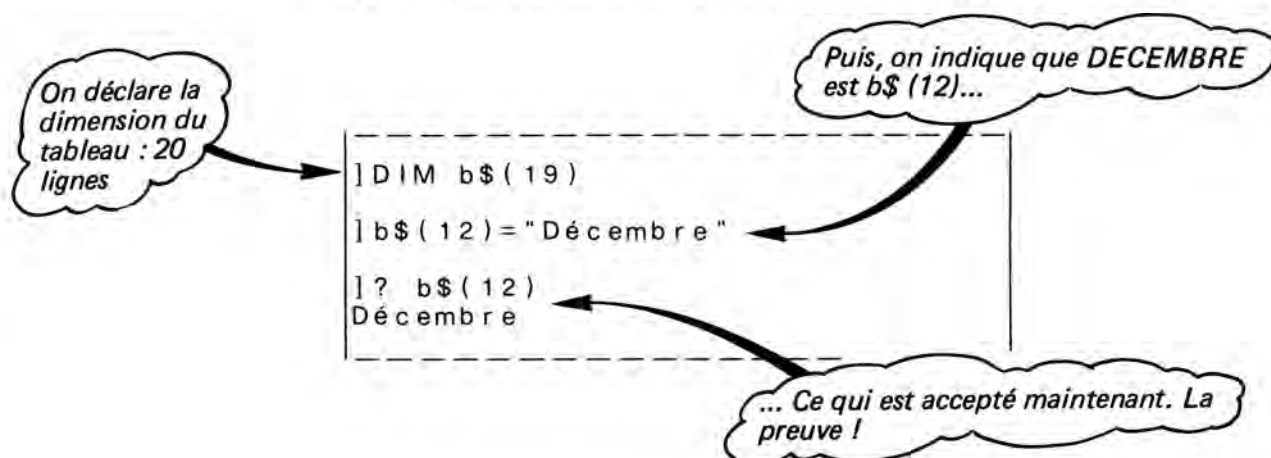 On déclare la
dimension du
tableau : 20
lignes
Puis, on indique que DECEMBRE
est b$ (12)...
]DIM b$(19)
]b$(12)="Décembre"
]? b$(12)
Décembre
... Ce qui est accepté maintenant. La
preuve !